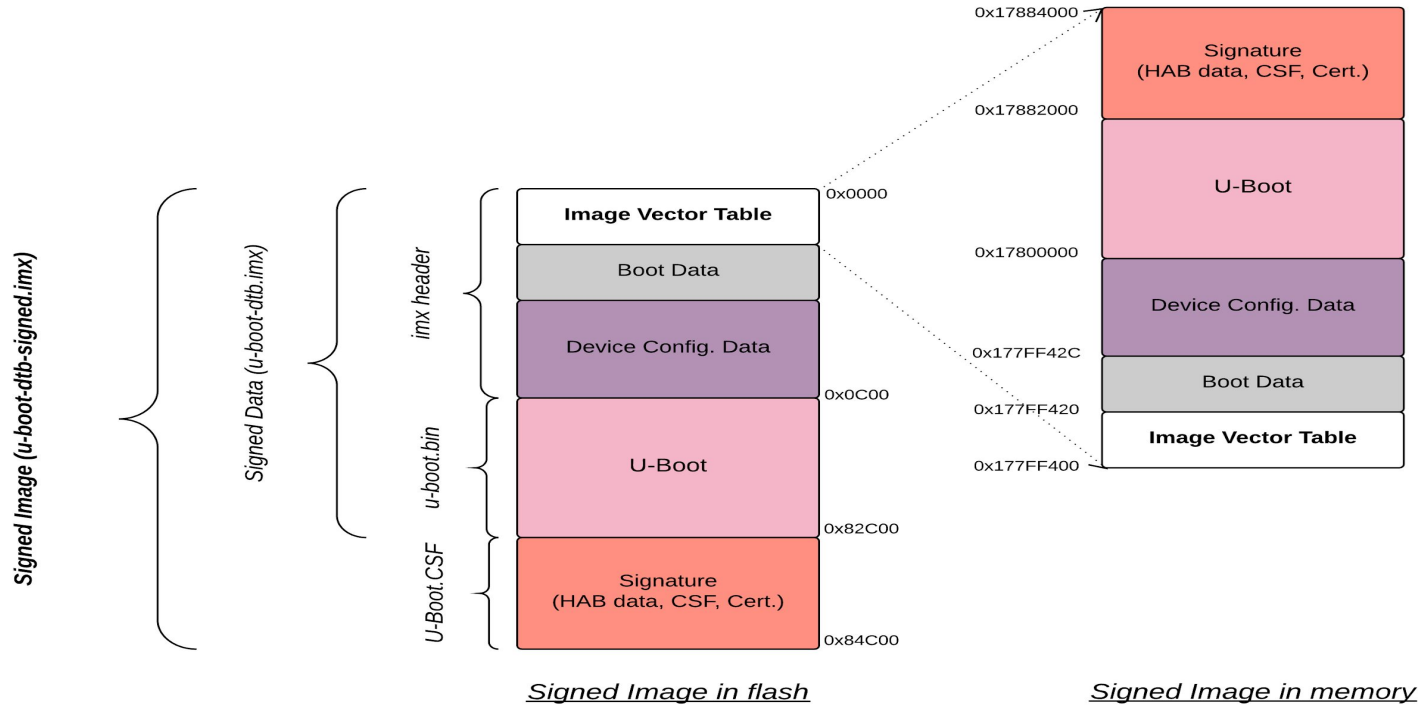 Signed Image (u-boot-dtb-signed.imx)
Signed Data (u-boot-dtb.imx)
imx header
u-boot.bin
U-Boot.CSF
Image Vector Table
Boot Data
Device Config. Data
U-Boot
Signature
(HAB data, CSF, Cert.)
0x0000
0x0C00
0x82C00
0x84C00
Signed Image in flash
0x17884000
0x17882000
0x17800000
0x177FF42C
0x177FF420
0x177FF400
Signature
(HAB data, CSF, Cert.)
U-Boot
Device Config. Data
Boot Data
Image Vector Table
Signed Image in memory